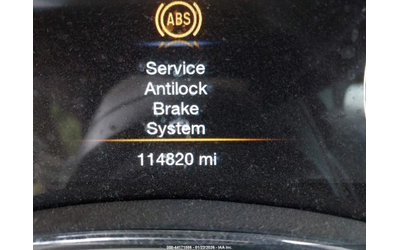 ABS
Service
Antilock
Brake
System
114820 mi